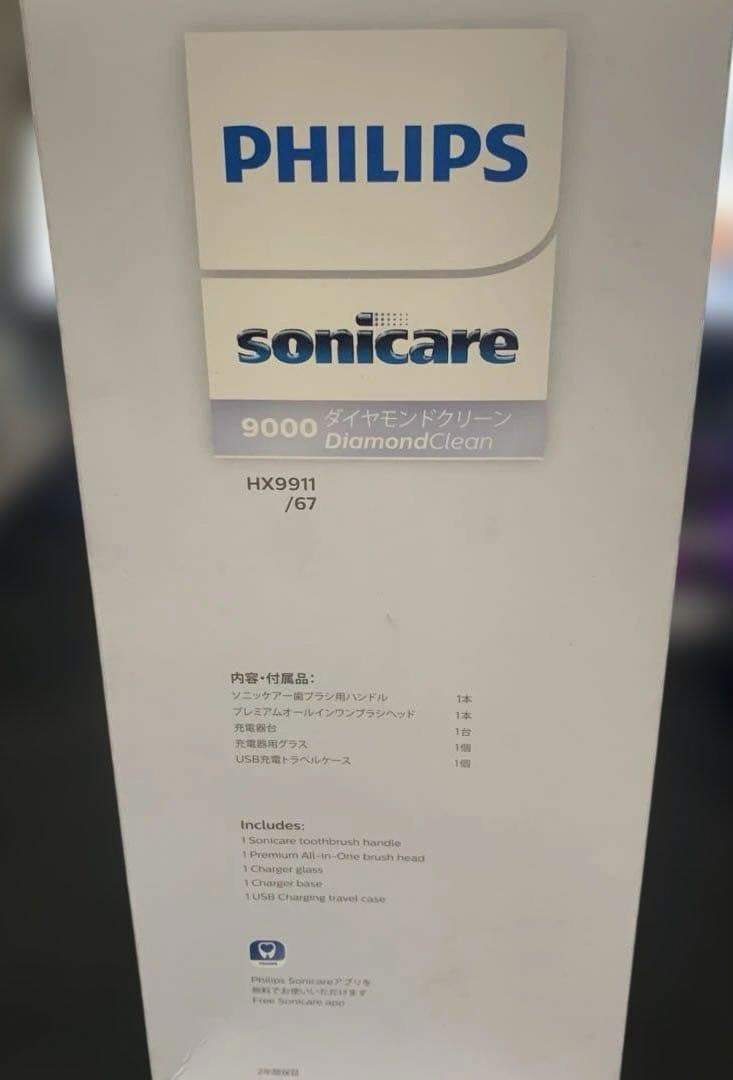 PHILIPS
sonicare
9000 ダイヤモンドクリーン
DiamondClean
HX9911
/67
内容・付属品:
ソニッケアー歯ブラシ用ハンドル 1本
プレミアムオールインワンブラシヘッド 1本
充電器台 1台
充電器用グラス 1個
USB充電トラベルケース 1個
Includes:
1 Sonicare toothbrush handle
1 Premium All-in-One brush head
1 Charger glass
1 Charger base
1 USB Charging travel case
Philips Sonicareアプリを
無料でお使いいただけます
Free Sonicare app
2年間保証